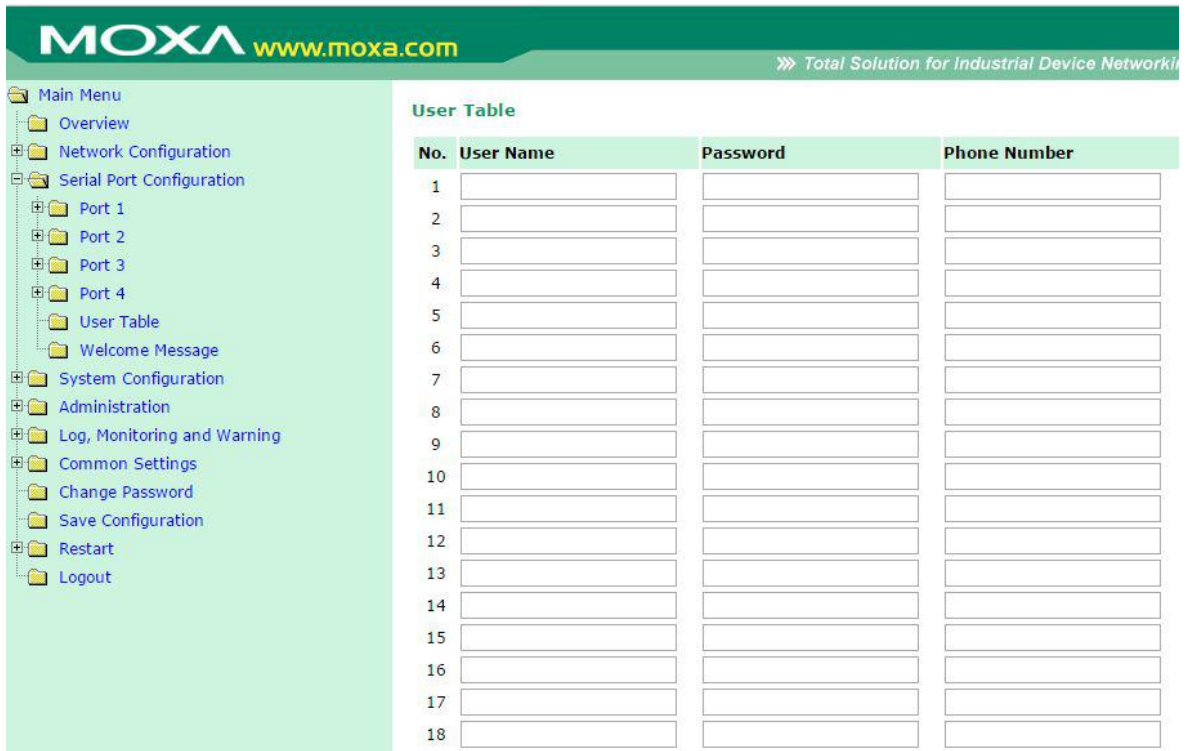 MOXA www.moxa.com
Total Solution for Industrial Device Networkin
Main Menu
Overview
Network Configuration
Serial Port Configuration
Port 1
Port 2
Port 3
Port 4
User Table
Welcome Message
System Configuration
Administration
Log, Monitoring and Warning
Common Settings
Change Password
Save Configuration
Restart
Logout
User Table
No. User Name Password Phone Number
1
2
3
4
5
6
7
8
9
10
11
12
13
14
15
16
17
18